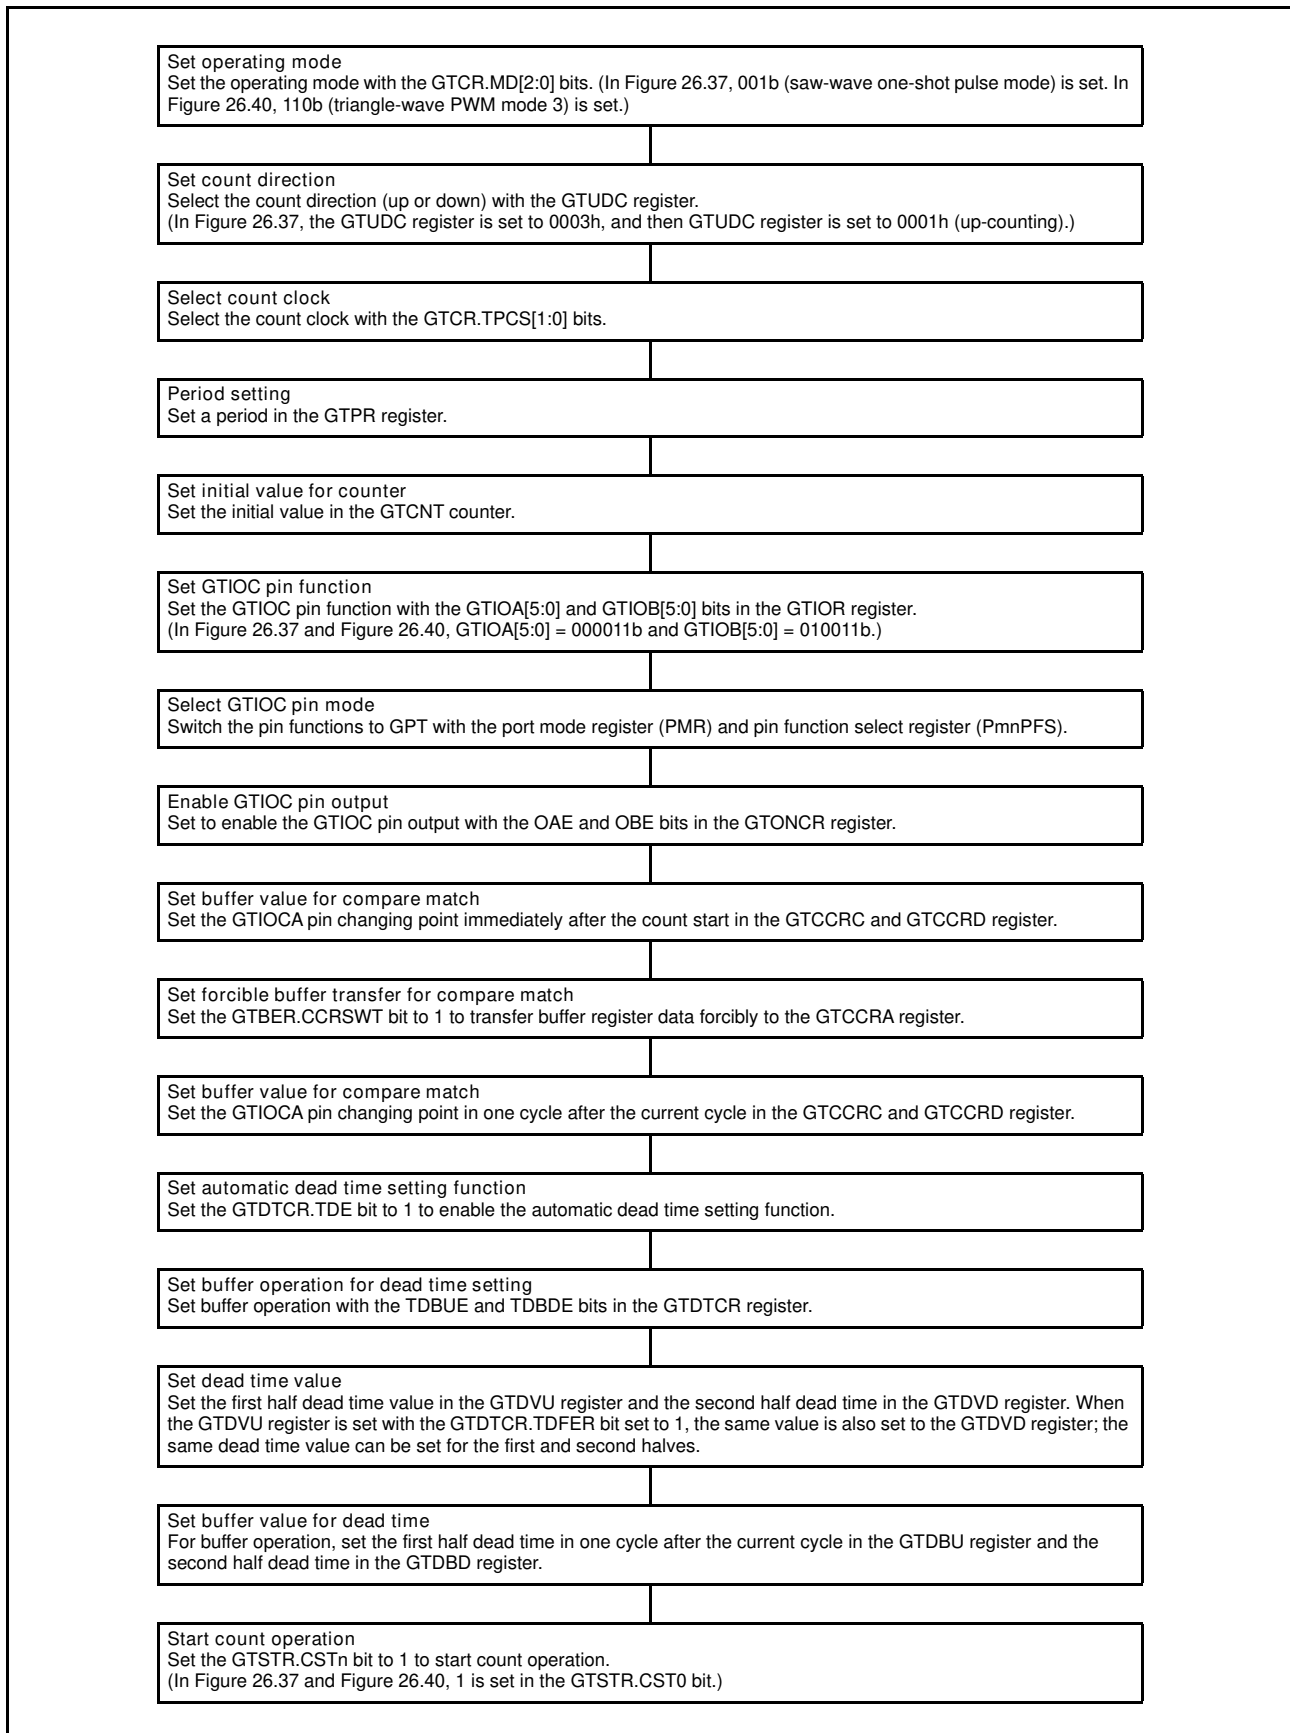 Set operating mode
Set the operating mode with the GTCR.MD[2:0] bits. (In Figure 26.37, 001b (saw-wave one-shot pulse mode) is set. In
Figure 26.40, 110b (triangle-wave PWM mode 3) is set.)
Set count direction
Select the count direction (up or down) with the GTUDC register.
(In Figure 26.37, the GTUDC register is set to 0003h, and then GTUDC register is set to 0001h (up-counting).)
Select count clock
Select the count clock with the GTCR.TPCS[1:0] bits.
Period setting
Set a period in the GTPR register.
Set initial value for counter
Set the initial value in the GTCNT counter.
Set GTIOC pin function
Set the GTIOC pin function with the GTIOA[5:0] and GTIOB[5:0] bits in the GTIOR register.
(In Figure 26.37 and Figure 26.40, GTIOA[5:0] = 000011b and GTIOB[5:0] = 010011b.)
Select GTIOC pin mode
Switch the pin functions to GPT with the port mode register (PMR) and pin function select register (PmnPFS).
Enable GTIOC pin output
Set to enable the GTIOC pin output with the OAE and OBE bits in the GTONCR register.
Set buffer value for compare match
Set the GTIOCA pin changing point immediately after the count start in the GTCCRC and GTCCRD register.
Set forcible buffer transfer for compare match
Set the GTBER.CCRSWT bit to 1 to transfer buffer register data forcibly to the GTCCRA register.
Set buffer value for compare match
Set the GTIOCA pin changing point in one cycle after the current cycle in the GTCCRC and GTCCRD register.
Set automatic dead time setting function
Set the GTDTCR.TDE bit to 1 to enable the automatic dead time setting function.
Set buffer operation for dead time setting
Set buffer operation with the TDBUE and TDBDE bits in the GTDTCR register.
Set dead time value
Set the first half dead time value in the GTDVU register and the second half dead time in the GTDVD register. When
the GTDVU register is set with the GTDTCR.TDFER bit set to 1, the same value is also set to the GTDVD register; the
same dead time value can be set for the first and second halves.
Set buffer value for dead time
For buffer operation, set the first half dead time in one cycle after the current cycle in the GTDBU register and the
second half dead time in the GTDBD register.
Start count operation
Set the GTSTR.CSTn bit to 1 to start count operation.
(In Figure 26.37 and Figure 26.40, 1 is set in the GTSTR.CST0 bit.)